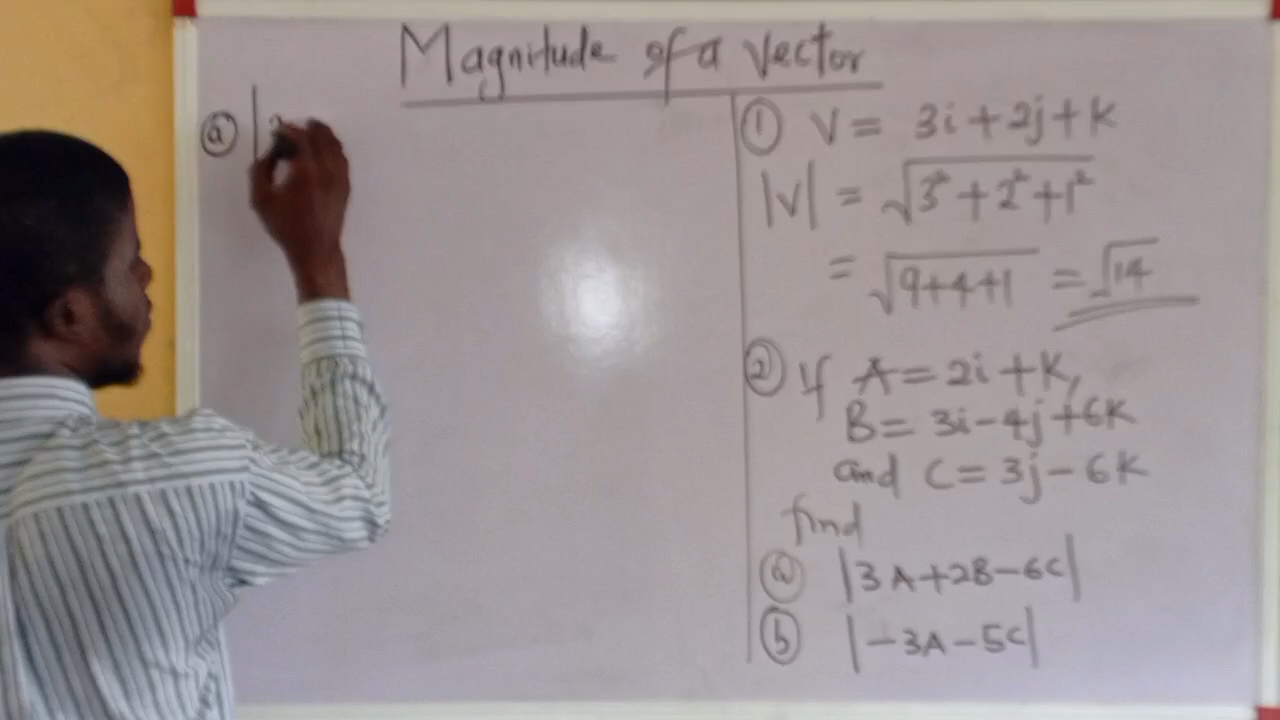 Magnitude of a Vector
ⓐ |3
① V = 3i + 2j + k
|V| = √3² + 2² + 1²
= √9+4+1 = √14
② If A = 2i + k,
B = 3i - 4j + 6k
and C = 3j - 6k
find
ⓐ |3A+2B-6C|
ⓑ |-3A-5C|